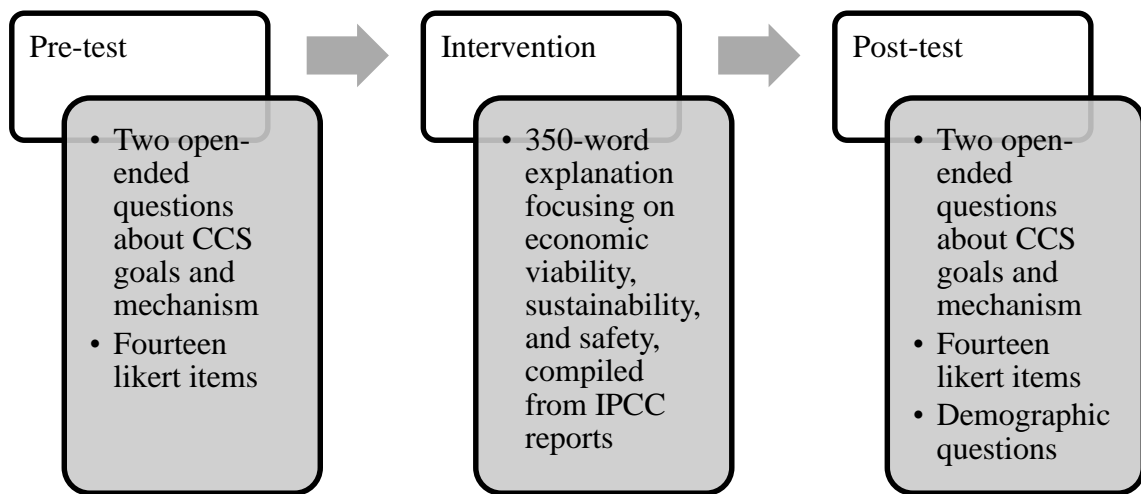 Pre-test
• Two open-
ended
questions
about CCS
goals and
mechanism
• Fourteen
likert items
Intervention
• 350-word
explanation
focusing on
economic
viability,
sustainability,
and safety,
compiled
from IPCC
reports
Post-test
• Two open-
ended
questions
about CCS
goals and
mechanism
• Fourteen
likert items
• Demographic
questions